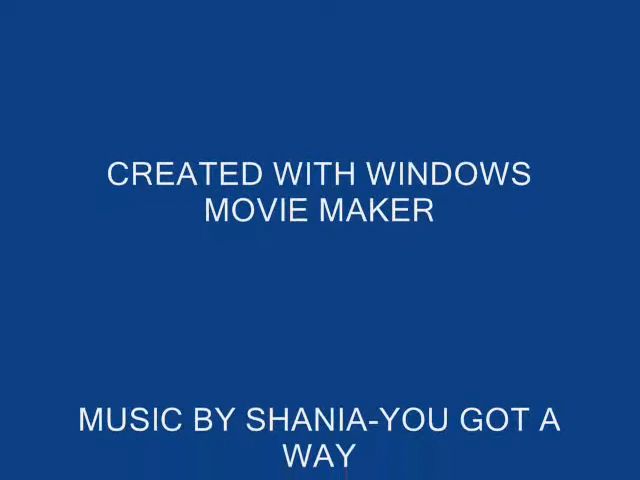 CREATED WITH WINDOWS
MOVIE MAKER
MUSIC BY SHANIA-YOU GOT A
WAY